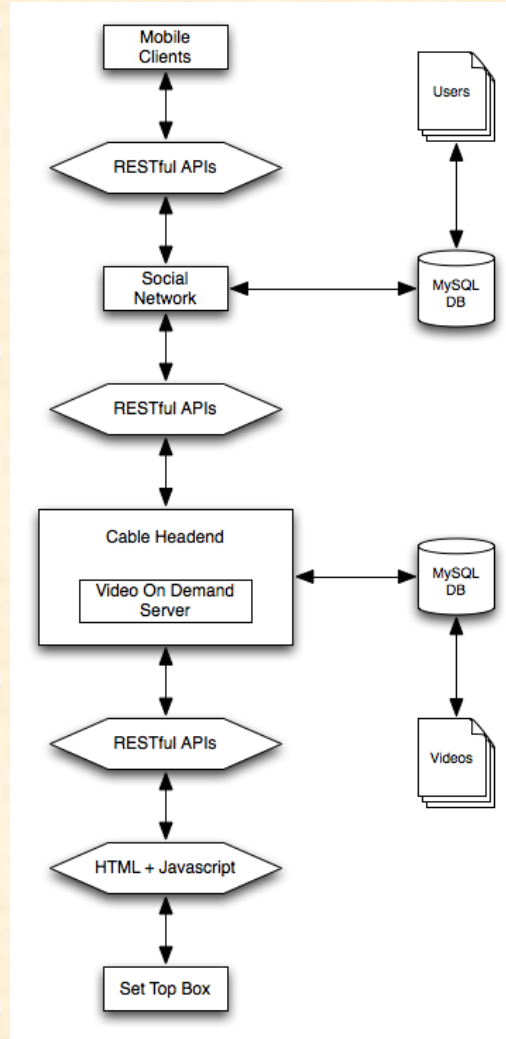 Mobile
Clients
Users
RESTful APIs
Social
Network
MySQL
DB
RESTful APIs
Cable Headend
Video On Demand
Server
MySQL
DB
RESTful APIs
Videos
HTML + Javascript
Set Top Box